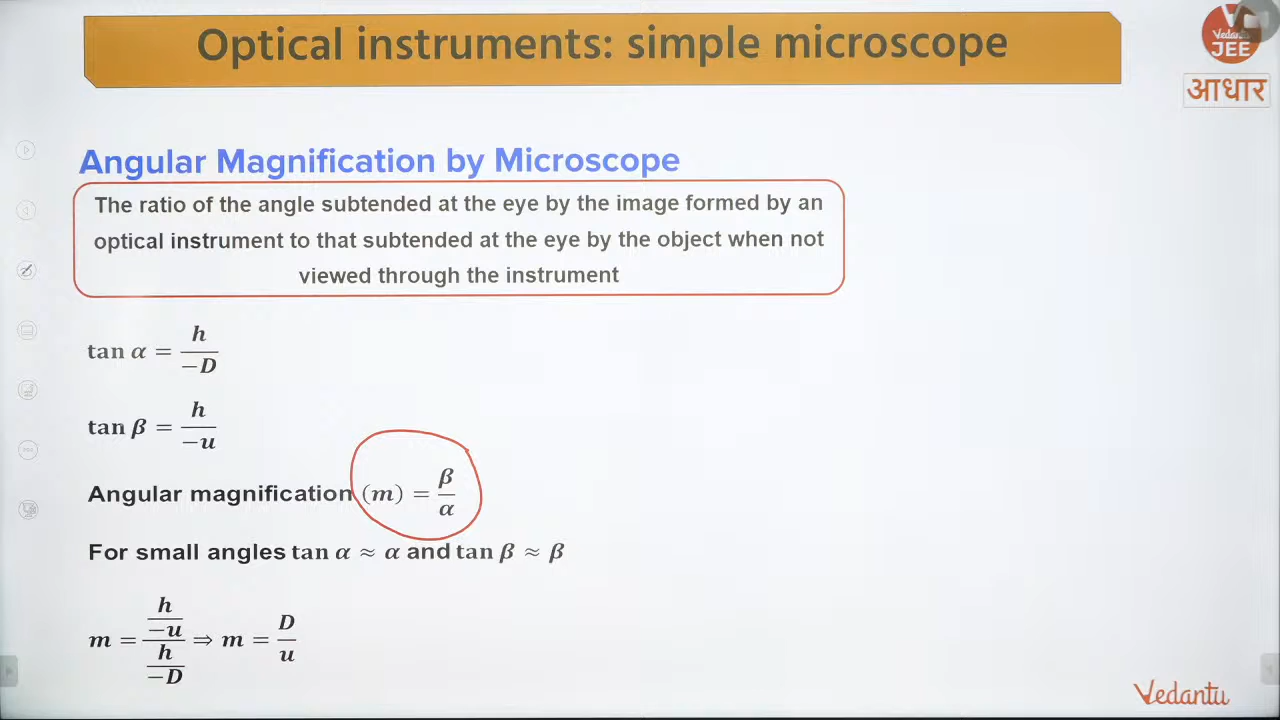 Optical instruments: simple microscope
Vedantu
JEE
आधार
Angular Magnification by Microscope
The ratio of the angle subtended at the eye by the image formed by an
optical instrument to that subtended at the eye by the object when not
viewed through the instrument
tan α = h / −D
tan β = h / −u
Angular magnification (m) = β / α
For small angles tan α ≈ α and tan β ≈ β
m = (h / −u) / (h / −D) ⇒ m = D / u
Vedantu